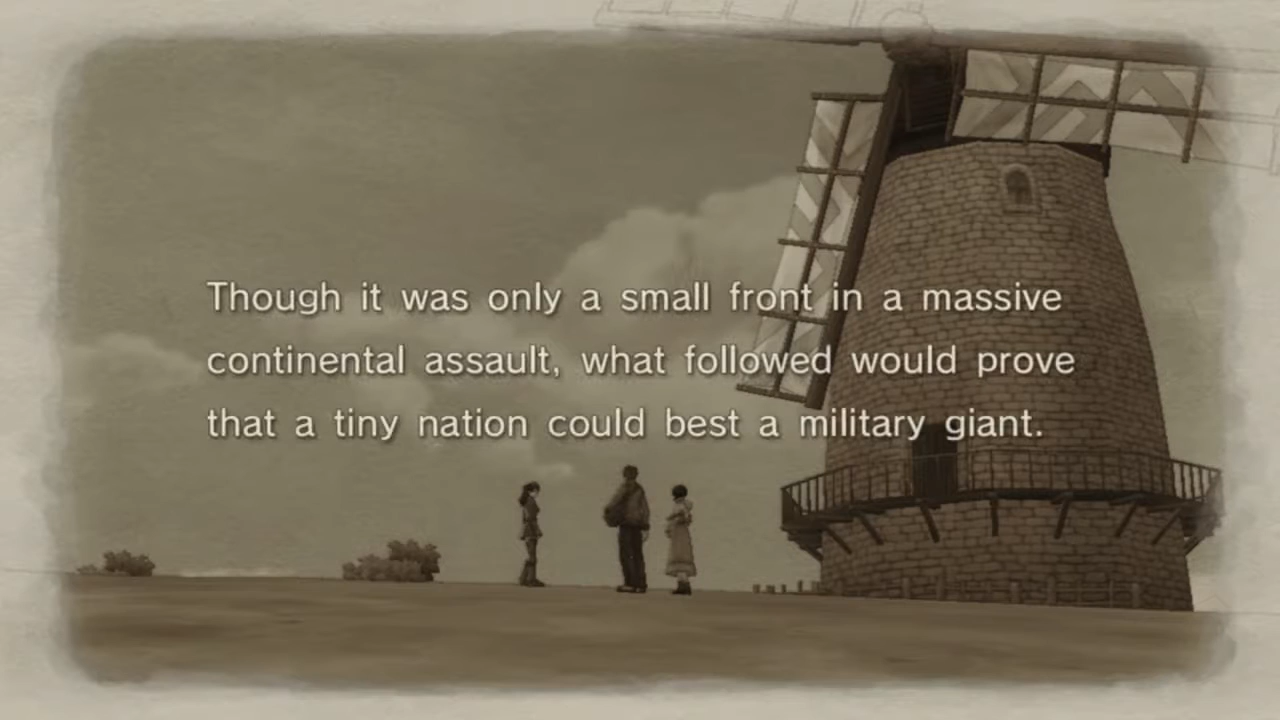 Though it was only a small front in a massive
continental assault, what followed would prove
that a tiny nation could best a military giant.